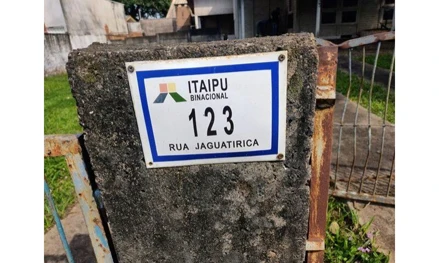 ITAIPU
BINACIONAL
123
RUA JAGUATIRICA